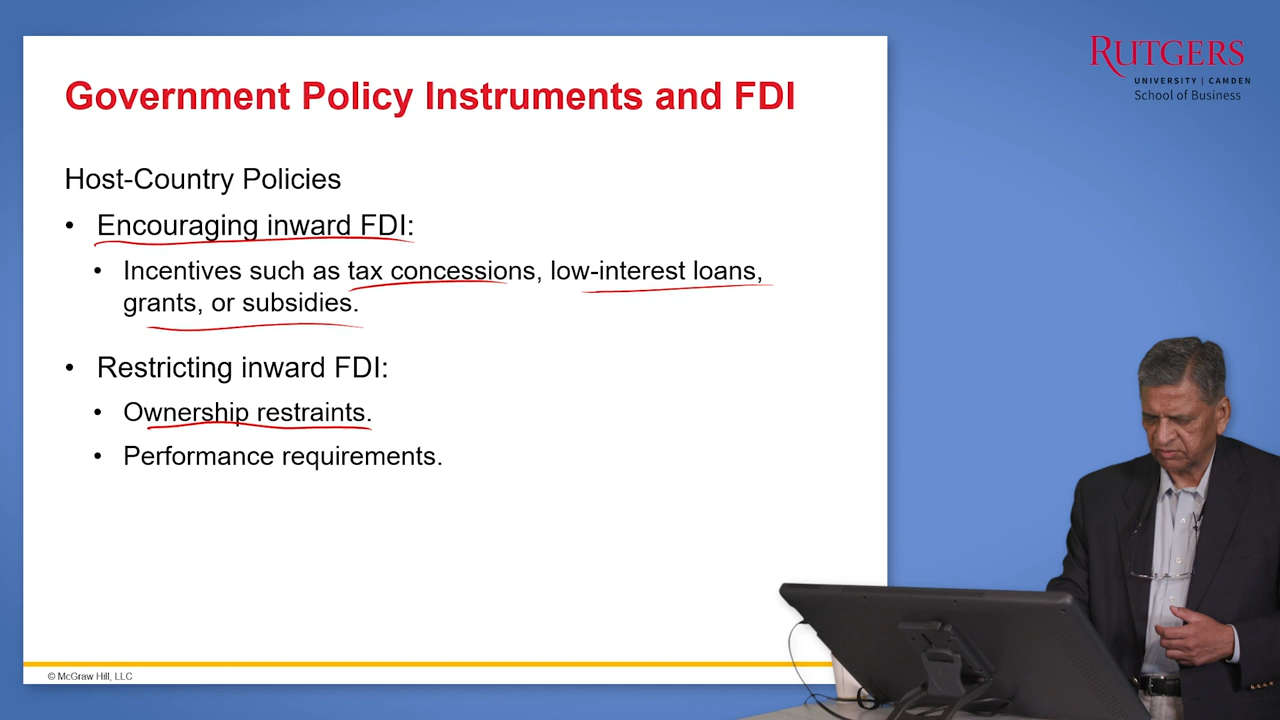 Government Policy Instruments and FDI
RUTGERS
UNIVERSITY | CAMDEN
School of Business
Host-Country Policies
• Encouraging inward FDI:
• Incentives such as tax concessions, low-interest loans,
grants, or subsidies.
• Restricting inward FDI:
• Ownership restraints.
• Performance requirements.
© McGraw Hill, LLC